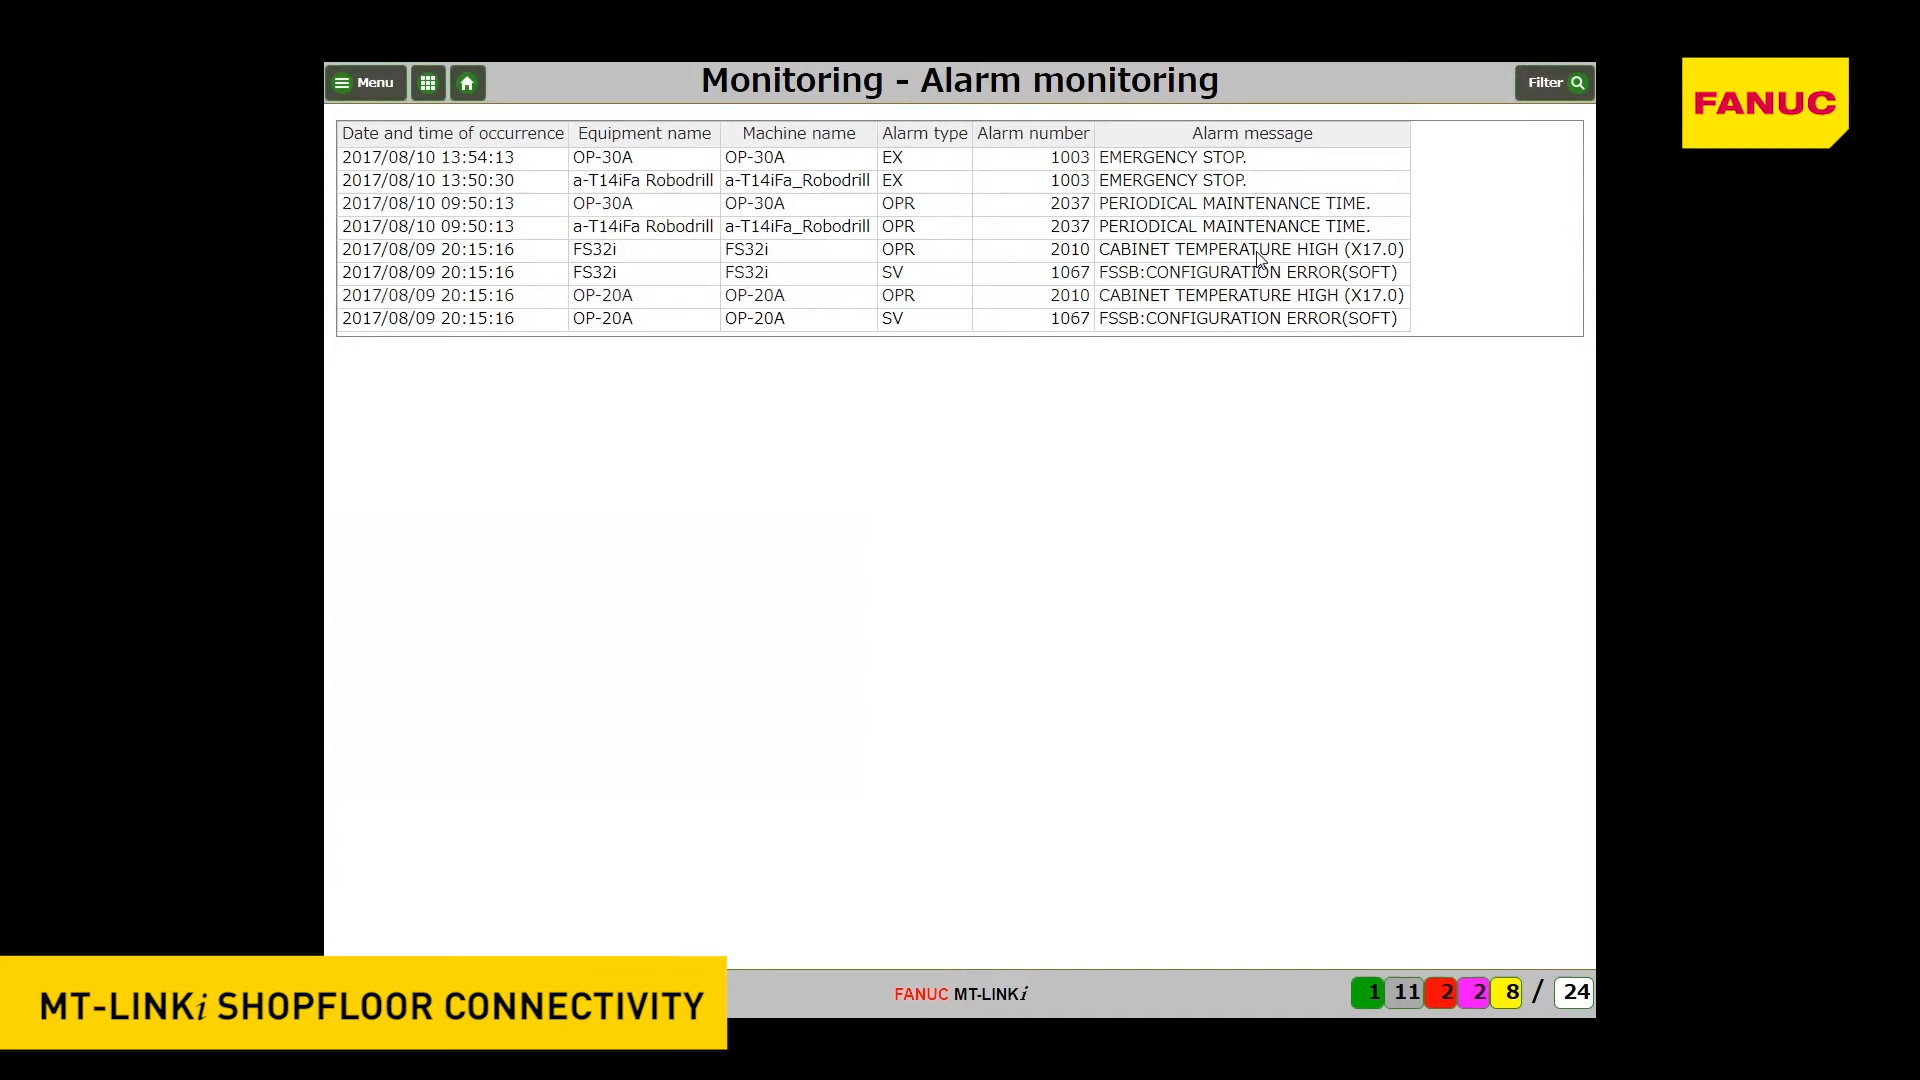 Menu
Monitoring - Alarm monitoring
Filter
FANUC
Date and time of occurrence Equipment name Machine name Alarm type Alarm number Alarm message
2017/08/10 13:54:13 OP-30A OP-30A EX 1003 EMERGENCY STOP.
2017/08/10 13:50:30 a-T14iFa Robodrill a-T14iFa_Robodrill EX 1003 EMERGENCY STOP.
2017/08/10 09:50:13 OP-30A OP-30A OPR 2037 PERIODICAL MAINTENANCE TIME.
2017/08/10 09:50:13 a-T14iFa Robodrill a-T14iFa_Robodrill OPR 2037 PERIODICAL MAINTENANCE TIME.
2017/08/09 20:15:16 FS32i FS32i OPR 2010 CABINET TEMPERATURE HIGH (X17.0)
2017/08/09 20:15:16 FS32i FS32i SV 1067 FSSB:CONFIGURATION ERROR(SOFT)
2017/08/09 20:15:16 OP-20A OP-20A OPR 2010 CABINET TEMPERATURE HIGH (X17.0)
2017/08/09 20:15:16 OP-20A OP-20A SV 1067 FSSB:CONFIGURATION ERROR(SOFT)
MT-LINKi SHOPFLOOR CONNECTIVITY
FANUC MT-LINKi
1 11 2 2 8 / 24